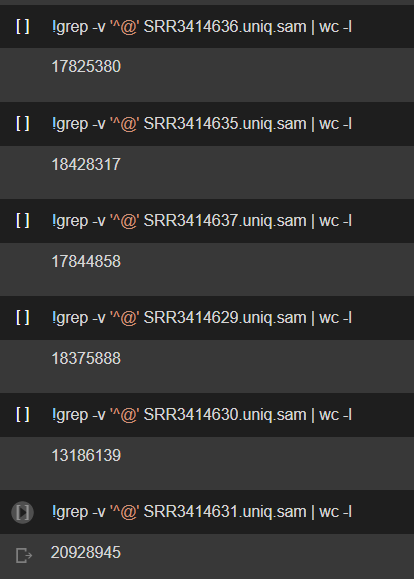 [ ] !grep -v '^@' SRR3414636.uniq.sam | wc -l
17825380
[ ] !grep -v '^@' SRR3414635.uniq.sam | wc -l
18428317
[ ] !grep -v '^@' SRR3414637.uniq.sam | wc -l
17844858
[ ] !grep -v '^@' SRR3414629.uniq.sam | wc -l
18375888
[ ] !grep -v '^@' SRR3414630.uniq.sam | wc -l
13186139
[ ] !grep -v '^@' SRR3414631.uniq.sam | wc -l
20928945